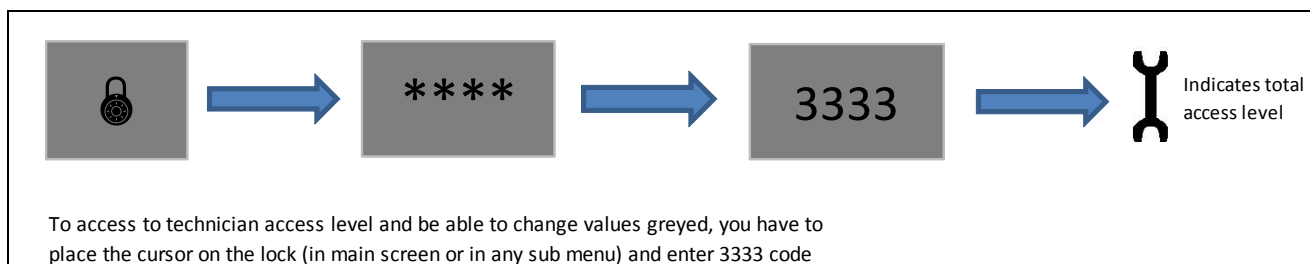 ****
3333
Indicates total
access level
To access to technician access level and be able to change values greyed, you have to
place the cursor on the lock (in main screen or in any sub menu) and enter 3333 code